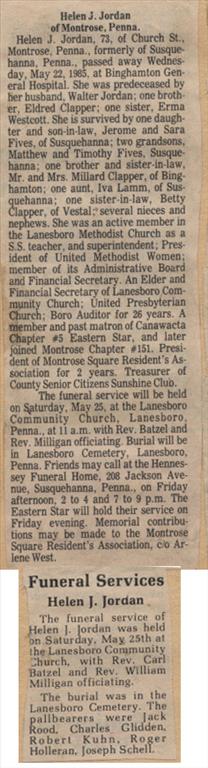 Helen J. Jordan
of Montrose, Penna.
Helen J. Jordan, 73, of Church St.,
Montrose, Penna., formerly of Susque-
hanna, Penna., passed away Wednes-
day, May 22, 1985, at Binghamton Gen-
eral Hospital. She was predeceased by
her husband, Walter Jordan; one broth-
er, Eldred Clapper; one sister, Erma
Westcott. She is survived by one daugh-
ter and son-in-law, Jerome and Sara
Fives, of Susquehanna; two grandsons,
Matthew and Timothy Fives, Susque-
hanna; one brother and sister-in-law,
Mr. and Mrs. Millard Clapper, of Bing-
hamton; one aunt, Iva Lamm, of Sus-
quehanna; one sister-in-law, Betty
Clapper, of Vestal; several nieces and
nephews. She was an active member in
the Lanesboro Methodist Church as a
S.S. teacher, and superintendent; Pres-
ident of United Methodist Women;
member of its Administrative Board
and Financial Secretary. An Elder and
Financial Secretary of Lanesboro Com-
munity Church; United Presbyterian
Church; Boro Auditor for 26 years. A
member and past matron of Canawacta
Chapter #5 Eastern Star, and later
joined Montrose Chapter #151. Presi-
dent of Montrose Square Resident's As-
sociation for 2 years. Treasurer of
County Senior Citizens Sunshine Club.
The funeral service will be held
on Saturday, May 25, at the Lanesboro
Community Church, Lanesboro,
Penna., at 11 a.m. with Rev. Batzel and
Rev. Milligan officiating. Burial will be
in Lanesboro Cemetery, Lanesboro,
Penna. Friends may call at the Hennes-
sey Funeral Home, 208 Jackson Ave-
nue, Susquehanna, Penna., on Friday
afternoon, 2 to 4 and 7 to 9 p.m. The
Eastern Star will hold their service on
Friday evening. Memorial contribu-
tions may be made to the Montrose
Square Resident's Association, c/o Ar-
lene West.
Funeral Services
Helen J. Jordan
The funeral service of
Helen J. Jordan was held
on Saturday, May 25th at
the Lanesboro Community
Church, with Rev. Carl
Batzel and Rev. William
Milligan officiating.
The burial was in the
Lanesboro Cemetery. The
pallbearers were Jack
Rood, Charles Glidden,
Robert Kuhn, Roger
Holleran, Joseph Schell.